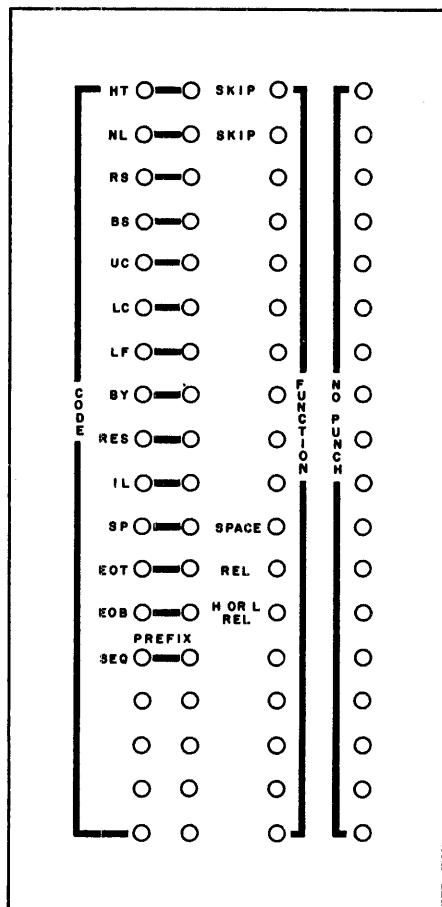 HT SKIP
NL SKIP
RS
BS
UC
LC
LF
BY
CODE
FUNCTION
NO PUNCH
RES
IL
SP SPACE
EOT REL
EOB H OR L
REL
PREFIX
SEQ